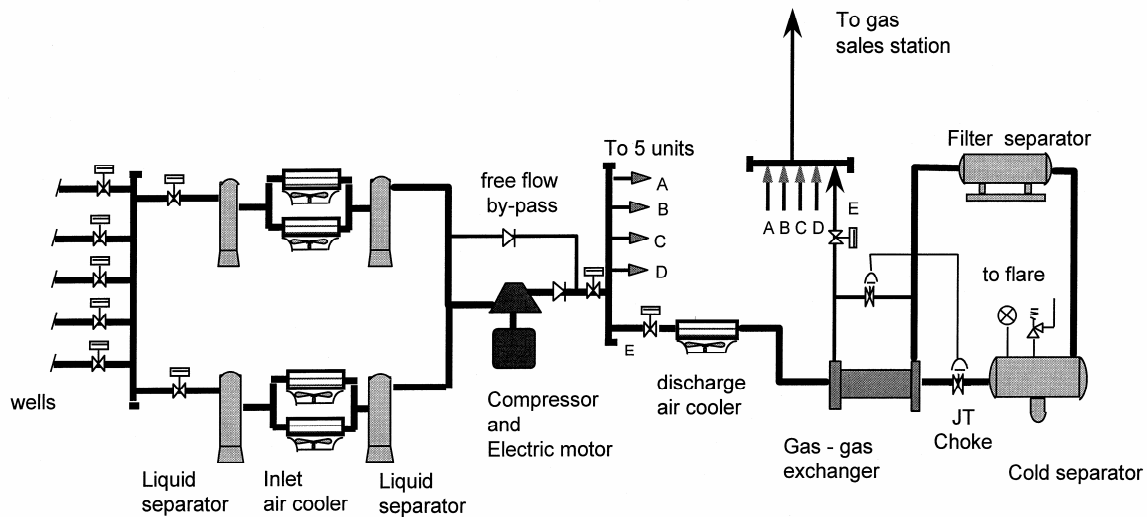 To gas
sales station
Filter separator
To 5 units
A
B
C
D
E
free flow
by-pass
E
A B C D
to flare
wells
Compressor
and
Electric motor
discharge
air cooler
Gas - gas
exchanger
JT
Choke
Cold separator
Liquid
separator
Inlet
air cooler
Liquid
separator